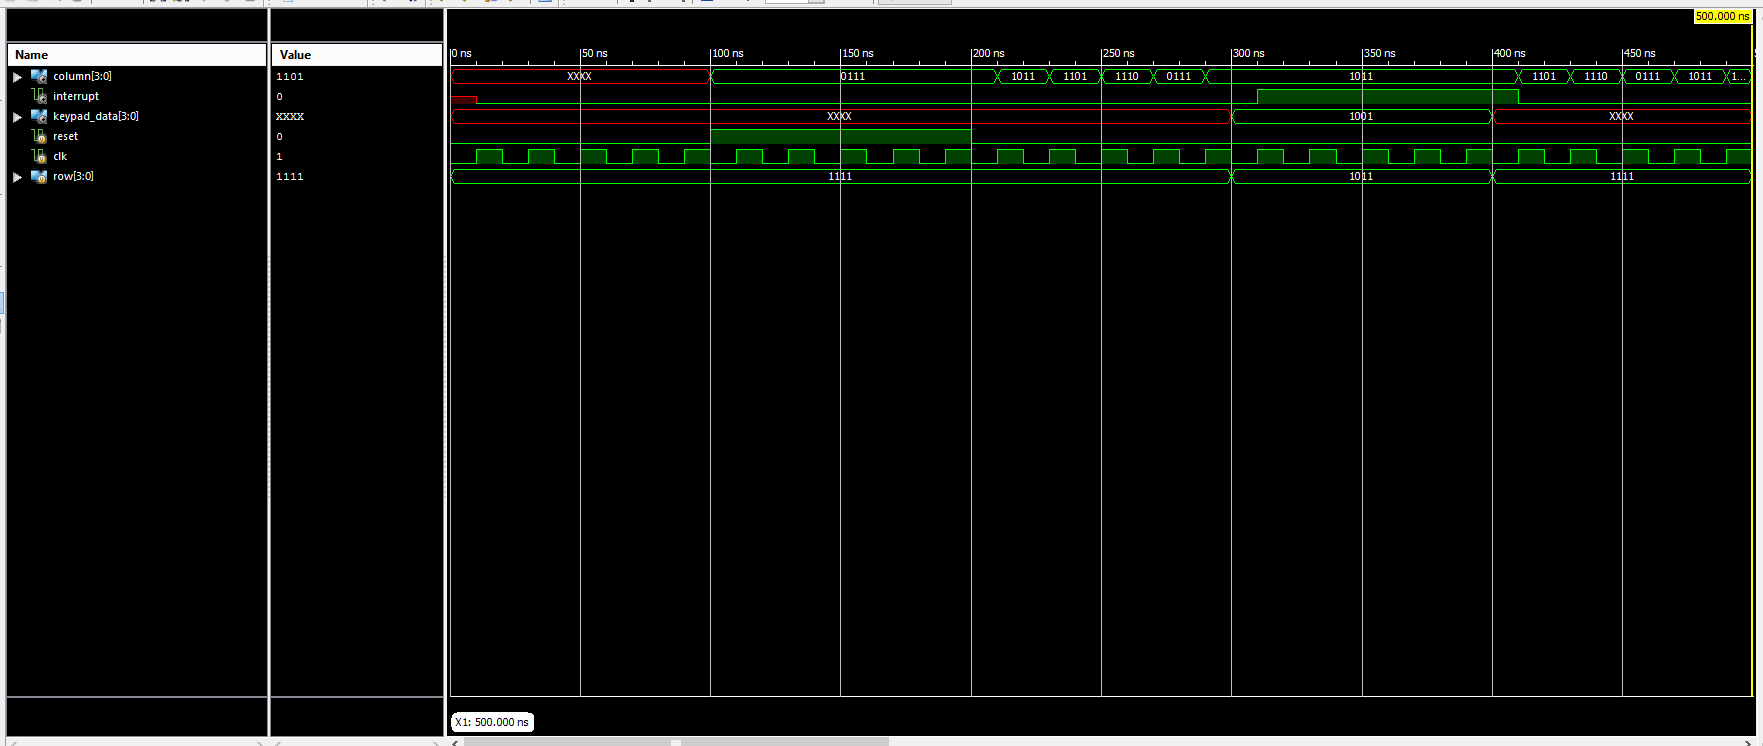 500.000 ns
Name Value
0 ns 50 ns 100 ns 150 ns 200 ns 250 ns 300 ns 350 ns 400 ns 450 ns
column[3:0] 1101 XXXX 0111 1011 1101 1110 0111 1011 1101 1110 0111 1011 1...
interrupt 0
keypad_data[3:0] XXXX XXXX 1001 XXXX
reset 0
clk 1
row[3:0] 1111 1111 1011 1111
X1: 500.000 ns